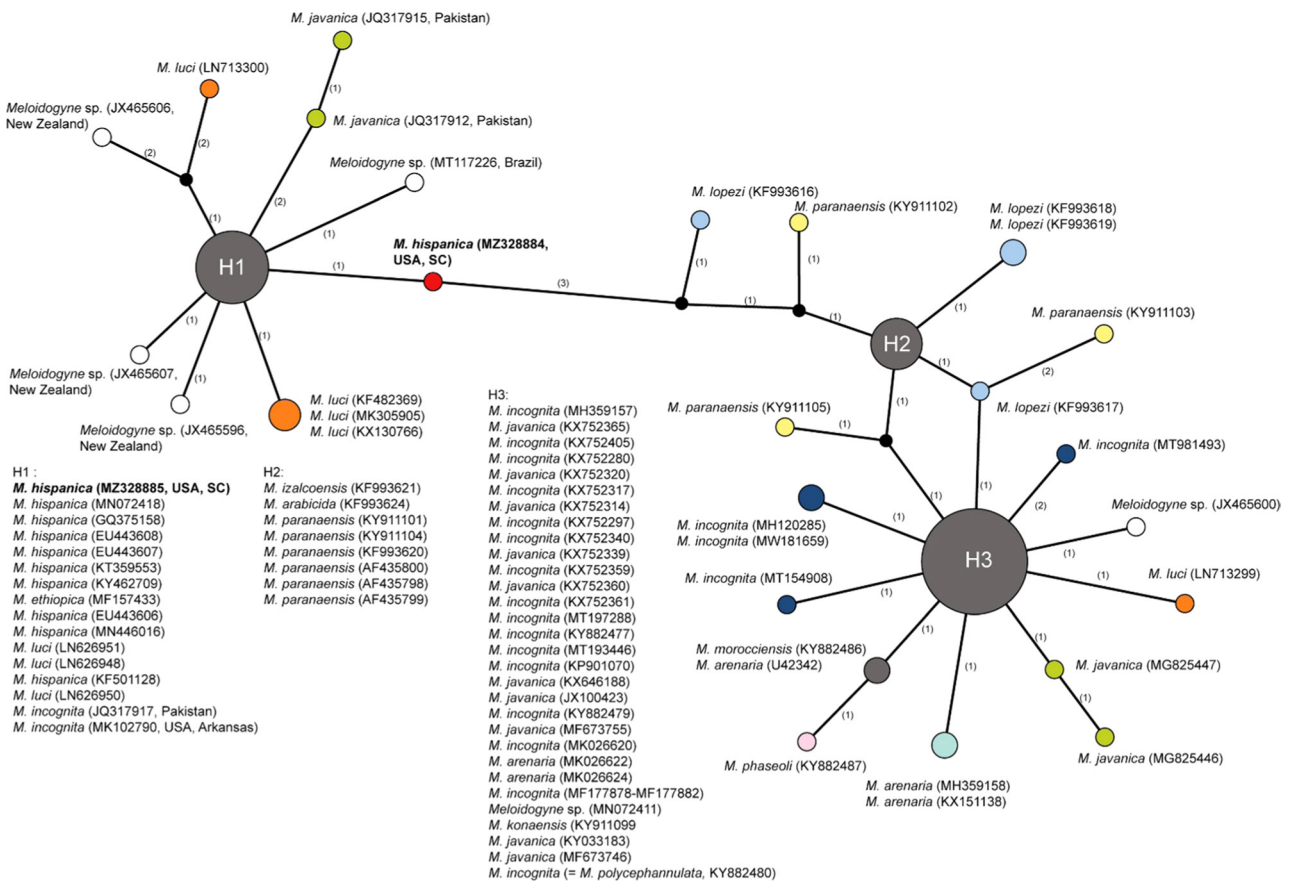 M. javanica (JQ317915, Pakistan)
M. luci (LN713300)
(1)
Meloidogyne sp. (JX465606,
New Zealand)
M. javanica (JQ317912, Pakistan)
(2)
(2)
Meloidogyne sp. (MT117226, Brazil)
(2)
(1)
(1)
H1
(1)
M. hispanica (MZ328884,
USA, SC)
(3)
(1)
(1)
(1)
Meloidogyne sp. (JX465607,
New Zealand)
Meloidogyne sp. (JX465596,
New Zealand)
M. luci (KF482369)
M. luci (MK305905)
M. luci (KX130766)
M. lopezi (KF993616)
M. paranaensis (KY911102)
M. lopezi (KF993618)
M. lopezi (KF993619)
(1)
(1)
(1)
(1)
(1)
M. paranaensis (KY911103)
H2
(1)
(2)
(1)
M. lopezi (KF993617)
M. paranaensis (KY911105)
(1)
M. incognita (MT981493)
(1)
(1)
(2)
M. incognita (MH120285)
M. incognita (MW181659)
(1)
Meloidogyne sp. (JX465600)
(1)
H3
M. luci (LN713299)
(1)
M. incognita (MT154908)
(1)
M. morocciensis (KY882486)
M. arenaria (U42342)
(1)
(1)
(1)
M. javanica (MG825447)
(1)
(1)
M. phaseoli (KY882487)
M. javanica (MG825446)
M. arenaria (MH359158)
M. arenaria (KX151138)
H1 :
M. hispanica (MZ328885, USA, SC)
M. hispanica (MN072418)
M. hispanica (GQ375158)
M. hispanica (EU443608)
M. hispanica (EU443607)
M. hispanica (KT359553)
M. hispanica (KY462709)
M. ethiopica (MF157433)
M. hispanica (EU443606)
M. hispanica (MN446016)
M. luci (LN626951)
M. luci (LN626948)
M. hispanica (KF501128)
M. luci (LN626950)
M. incognita (JQ317917, Pakistan)
M. incognita (MK102790, USA, Arkansas)
H2:
M. izalcoensis (KF993621)
M. arabicida (KF993624)
M. paranaensis (KY911101)
M. paranaensis (KY911104)
M. paranaensis (KF993620)
M. paranaensis (AF435800)
M. paranaensis (AF435798)
M. paranaensis (AF435799)
H3:
M. incognita (MH359157)
M. javanica (KX752365)
M. incognita (KX752405)
M. incognita (KX752280)
M. javanica (KX752320)
M. incognita (KX752317)
M. javanica (KX752314)
M. incognita (KX752297)
M. incognita (KX752340)
M. javanica (KX752339)
M. incognita (KX752359)
M. javanica (KX752360)
M. incognita (KX752361)
M. incognita (MT197288)
M. incognita (KY882477)
M. incognita (MT193446)
M. incognita (KP901070)
M. javanica (KX646188)
M. javanica (JX100423)
M. incognita (KY882479)
M. javanica (MF673755)
M. incognita (MK026620)
M. arenaria (MK026622)
M. arenaria (MK026624)
M. incognita (MF177878-MF177882)
Meloidogyne sp. (MN072411)
M. konaensis (KY911099
M. javanica (KY033183)
M. javanica (MF673746)
M. incognita (= M. polycephannulata, KY882480)